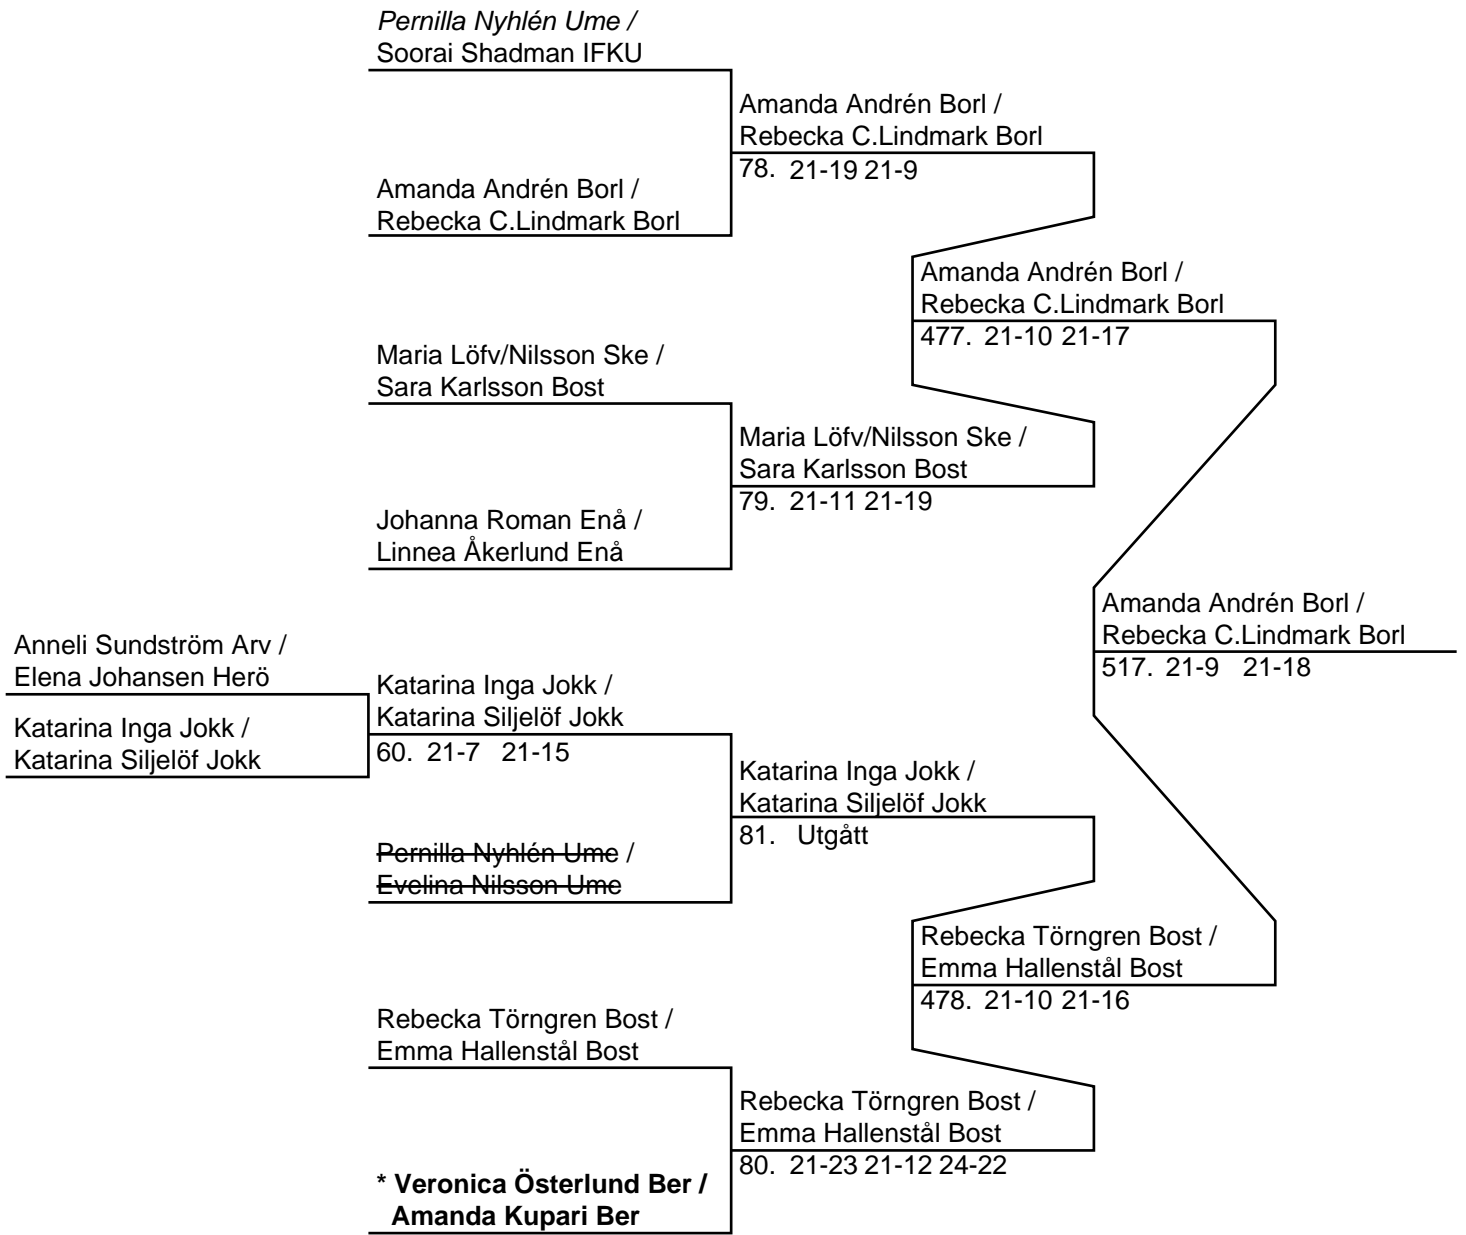 Pernilla Nyhlén Ume /
Soorai Shadman IFKU
Amanda Andrén Borl /
Rebecka C.Lindmark Borl
78. 21-19 21-9
Amanda Andrén Borl /
Rebecka C.Lindmark Borl
Amanda Andrén Borl /
Rebecka C.Lindmark Borl
477. 21-10 21-17
Maria Löfv/Nilsson Ske /
Sara Karlsson Bost
Maria Löfv/Nilsson Ske /
Sara Karlsson Bost
79. 21-11 21-19
Johanna Roman Enå /
Linnea Åkerlund Enå
Amanda Andrén Borl /
Rebecka C.Lindmark Borl
517. 21-9 21-18
Anneli Sundström Arv /
Elena Johansen Herö
Katarina Inga Jokk /
Katarina Siljelöf Jokk
60. 21-7 21-15
Katarina Inga Jokk /
Katarina Siljelöf Jokk
Katarina Inga Jokk /
Katarina Siljelöf Jokk
81. Utgått
Pernilla Nyhlén Ume /
Evelina Nilsson Ume
Rebecka Törngren Bost /
Emma Hallenstål Bost
478. 21-10 21-16
Rebecka Törngren Bost /
Emma Hallenstål Bost
Rebecka Törngren Bost /
Emma Hallenstål Bost
80. 21-23 21-12 24-22
* Veronica Österlund Ber /
Amanda Kupari Ber